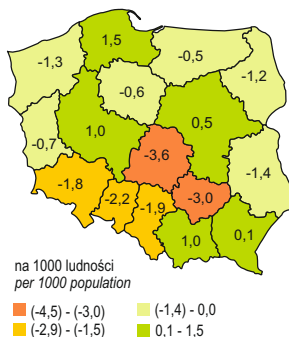 1,5
-0,5
-1,3
-1,2
-0,6
1,0
0,5
-0,7
-3,6
-1,4
-1,8
-2,2
-1,9
-3,0
1,0
0,1
na 1000 ludności
per 1000 population
(-4,5) - (-3,0)
(-1,4) - 0,0
(-2,9) - (-1,5)
0,1 - 1,5